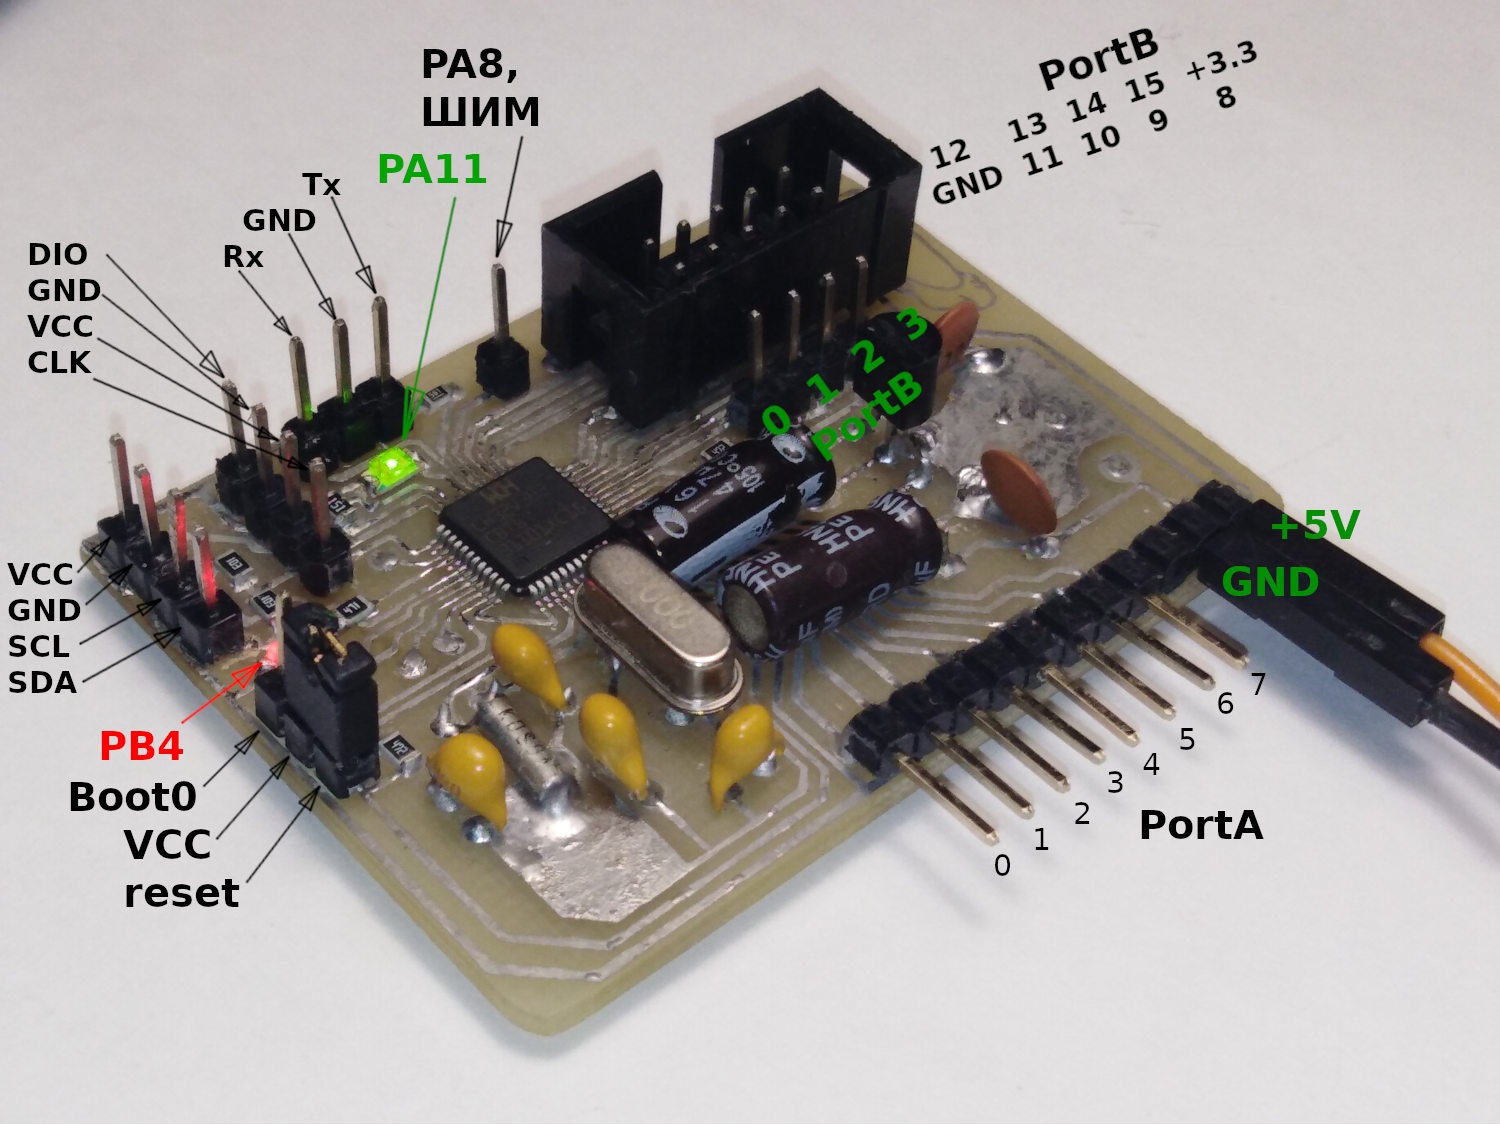 PA8,
ШИМ
PA11
Tx
GND
Rx
DIO
GND
VCC
CLK
PortB
12 13 14 15 +3.3
GND 11 10 9 8
0 1 2 3
PortB
+5V
GND
VCC
GND
SCL
SDA
PB4
Boot0
VCC
reset
0 1 2 3 4 5 6 7
PortA
105°C
472